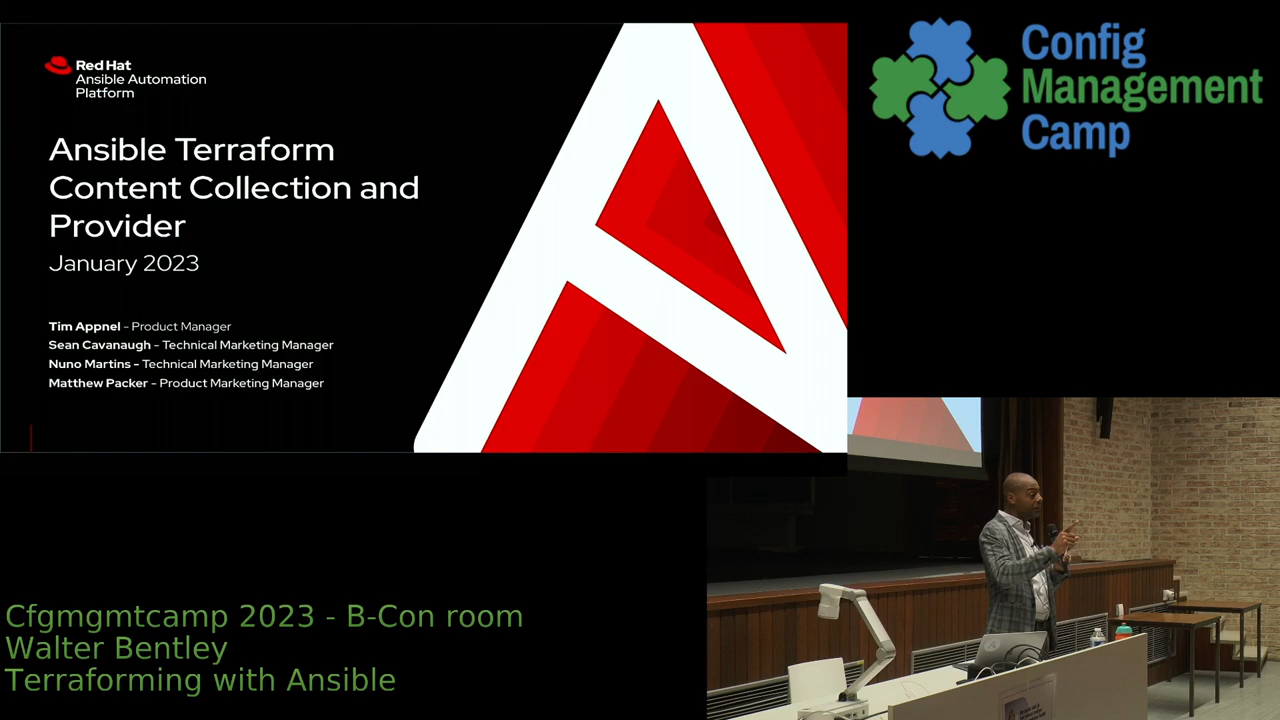 Red Hat
Ansible Automation
Platform
Ansible Terraform
Content Collection and
Provider
January 2023
Tim Appnel - Product Manager
Sean Cavanaugh - Technical Marketing Manager
Nuno Martins - Technical Marketing Manager
Matthew Packer - Product Marketing Manager
Config
Management
Camp
Cfgmgmtcamp 2023 - B-Con room
Walter Bentley
Terraforming with Ansible